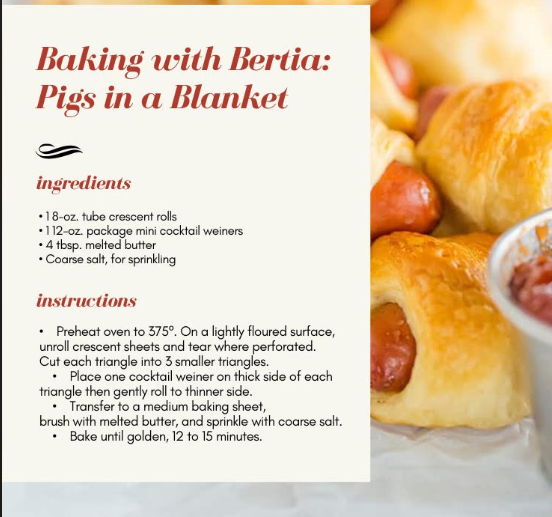 Baking with Bertia:
Pigs in a Blanket
ingredients
• 1 8-oz. tube crescent rolls
• 1 12-oz. package mini cocktail weiners
• 4 tbsp. melted butter
• Coarse salt, for sprinkling
instructions
• Preheat oven to 375°. On a lightly floured surface,
unroll crescent sheets and tear where perforated.
Cut each triangle into 3 smaller triangles.
• Place one cocktail weiner on thick side of each
triangle then gently roll to thinner side.
• Transfer to a medium baking sheet,
brush with melted butter, and sprinkle with coarse salt.
• Bake until golden, 12 to 15 minutes.